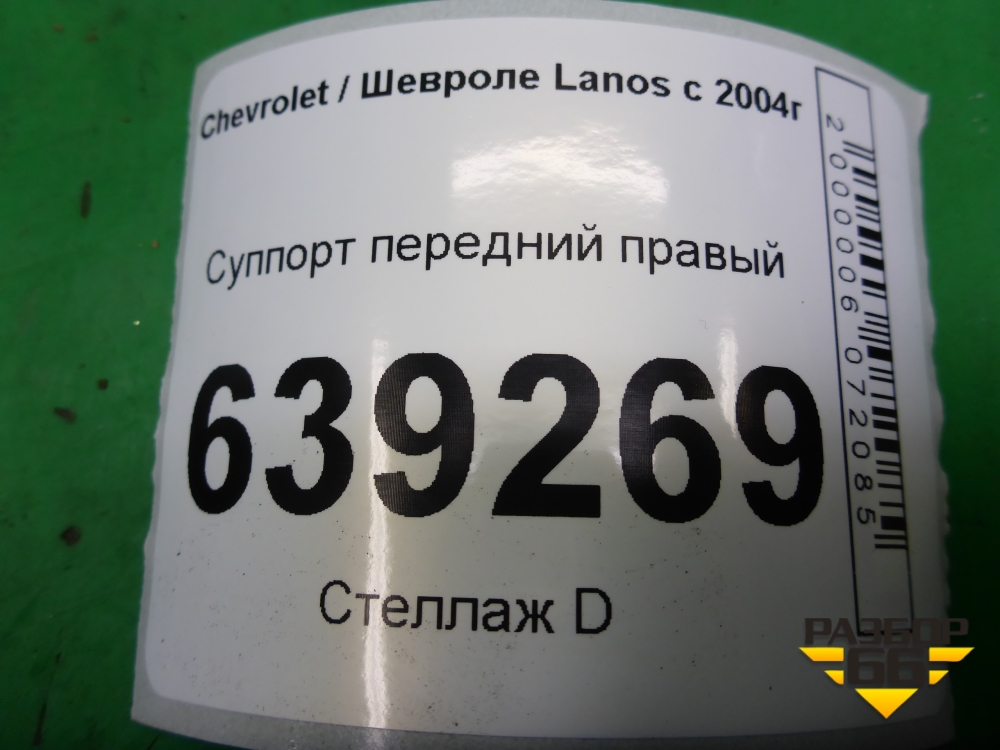 Chevrolet / Шевроле Lanos с 2004г
Суппорт передний правый
639269
Стеллаж D
2000006072085
РАЗБОР
66